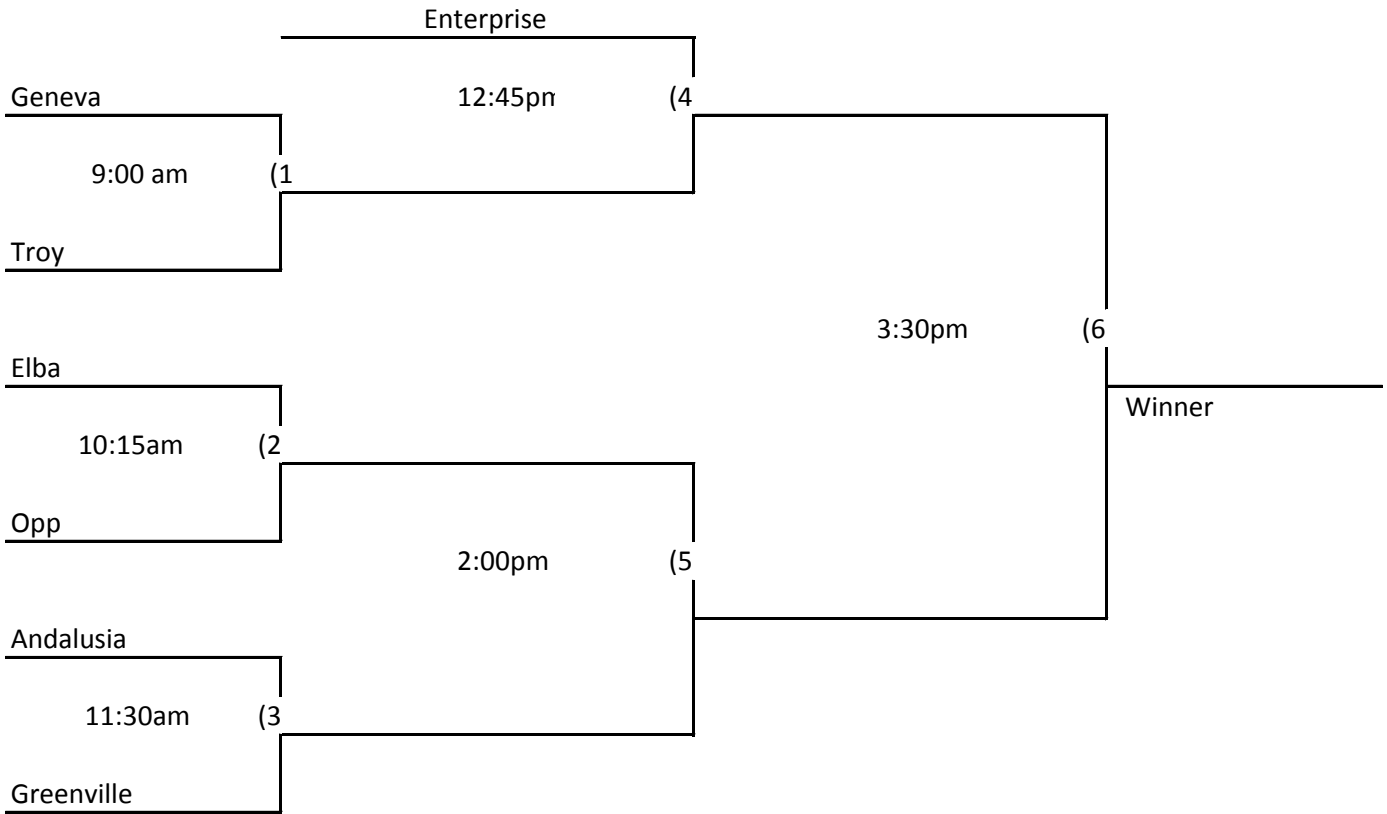 Enterprise
Geneva
12:45pm
(4
9:00 am
(1
Troy
3:30pm
(6
Elba
Winner
10:15am
(2
Opp
2:00pm
(5
Andalusia
11:30am
(3
Greenville